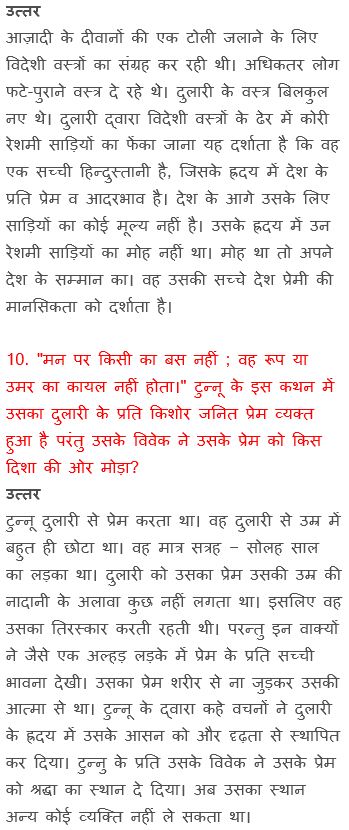 उत्तर
आज़ादी के दीवानों की एक टोली जलाने के लिए
विदेशी वस्त्रों का संग्रह कर रही थी। अधिकतर लोग
फटे-पुराने वस्त्र दे रहे थे। दुलारी के वस्त्र बिलकुल
नए थे। दुलारी द्वारा विदेशी वस्त्रों के ढेर में कोरी
रेशमी साड़ियों का फेंका जाना यह दर्शाता है कि वह
एक सच्ची हिन्दुस्तानी है, जिसके ह्रदय में देश के
प्रति प्रेम व आदरभाव है। देश के आगे उसके लिए
साड़ियों का कोई मूल्य नहीं है। उसके ह्रदय में उन
रेशमी साड़ियों का मोह नहीं था। मोह था तो अपने
देश के सम्मान का। वह उसकी सच्चे देश प्रेमी की
मानसिकता को दर्शाता है।
10. "मन पर किसी का बस नहीं ; वह रूप या
उमर का कायल नहीं होता।" टुन्नू के इस कथन में
उसका दुलारी के प्रति किशोर जनित प्रेम व्यक्त
हुआ है परंतु उसके विवेक ने उसके प्रेम को किस
दिशा की ओर मोड़ा?
उत्तर
टुन्नू दुलारी से प्रेम करता था। वह दुलारी से उम्र में
बहुत ही छोटा था। वह मात्र सत्रह – सोलह साल
का लड़का था। दुलारी को उसका प्रेम उसकी उम्र की
नादानी के अलावा कुछ नहीं लगता था। इसलिए वह
उसका तिरस्कार करती रहती थी। परन्तु इन वाक्यों
ने जैसे एक अल्हड़ लड़के में प्रेम के प्रति सच्ची
भावना देखी। उसका प्रेम शरीर से ना जुड़कर उसकी
आत्मा से था। टुन्नू के द्वारा कहे वचनों ने दुलारी
के ह्रदय में उसके आसन को और दृढ़ता से स्थापित
कर दिया। टुन्नु के प्रति उसके विवेक ने उसके प्रेम
को श्रद्धा का स्थान दे दिया। अब उसका स्थान
अन्य कोई व्यक्ति नहीं ले सकता था।